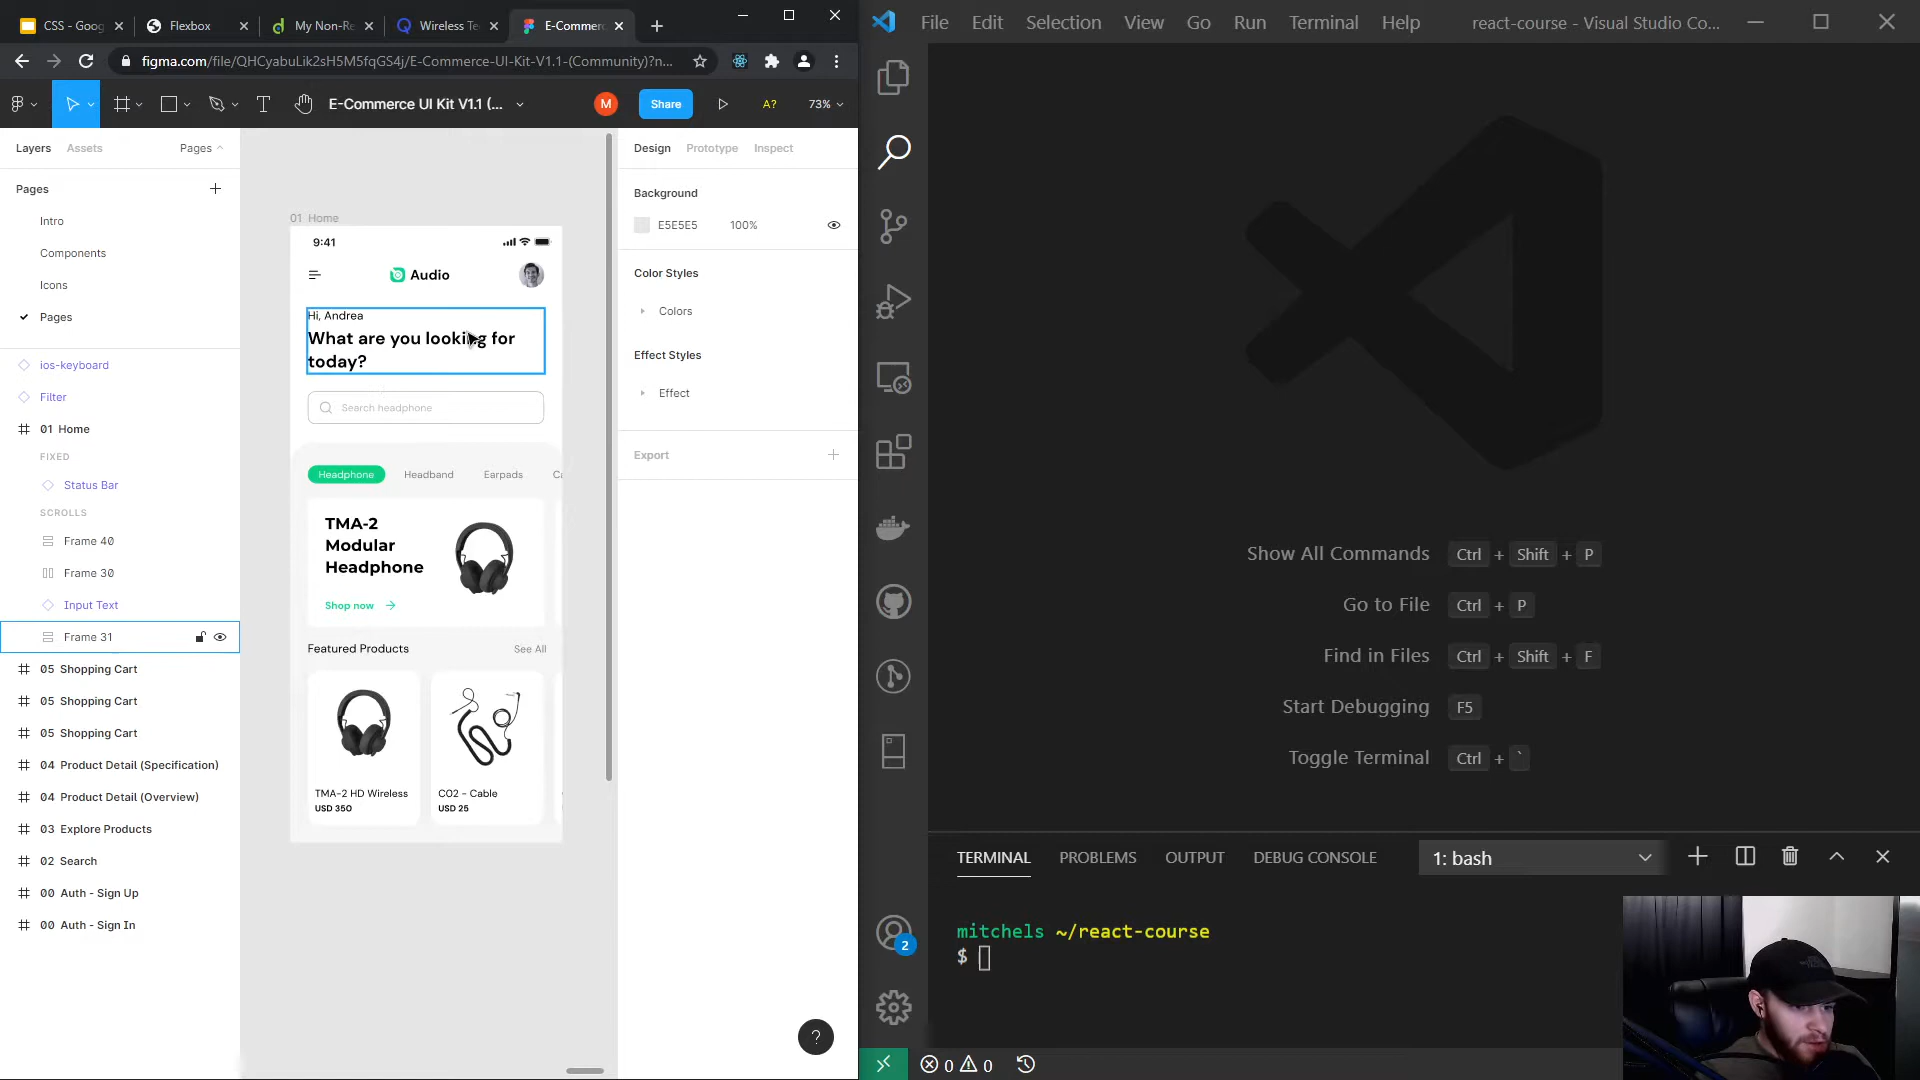 CSS - Goog
Flexbox
My Non-Re
Wireless Te
E-Commerc
figma.com/file/QHCyabuLik2sH5M5fqGS4j/E-Commerce-UI-Kit-V1.1-(Community)?n...
E-Commerce UI Kit V1.1 (...
M
Share
A?
73%
Layers
Assets
Pages
Pages
Intro
Components
Icons
Pages
ios-keyboard
Filter
01 Home
FIXED
Status Bar
SCROLLS
Frame 40
Frame 30
Input Text
Frame 31
05 Shopping Cart
05 Shopping Cart
05 Shopping Cart
04 Product Detail (Specification)
04 Product Detail (Overview)
03 Explore Products
02 Search
00 Auth - Sign Up
00 Auth - Sign In
01 Home
9:41
Audio
Hi, Andrea
What are you looking for
today?
Search headphone
Headphone
Headband
Earpads
Ca
TMA-2
Modular
Headphone
Shop now
Featured Products
See All
TMA-2 HD Wireless
USD 350
CO2 - Cable
USD 25
Design
Prototype
Inspect
Background
E5E5E5
100%
Color Styles
Colors
Effect Styles
Effect
Export
?
File
Edit
Selection
View
Go
Run
Terminal
Help
react-course - Visual Studio Co...
Show All Commands Ctrl + Shift + P
Go to File Ctrl + P
Find in Files Ctrl + Shift + F
Start Debugging F5
Toggle Terminal Ctrl + `
TERMINAL
PROBLEMS
OUTPUT
DEBUG CONSOLE
1: bash
mitchels ~/react-course
$
2
0
0